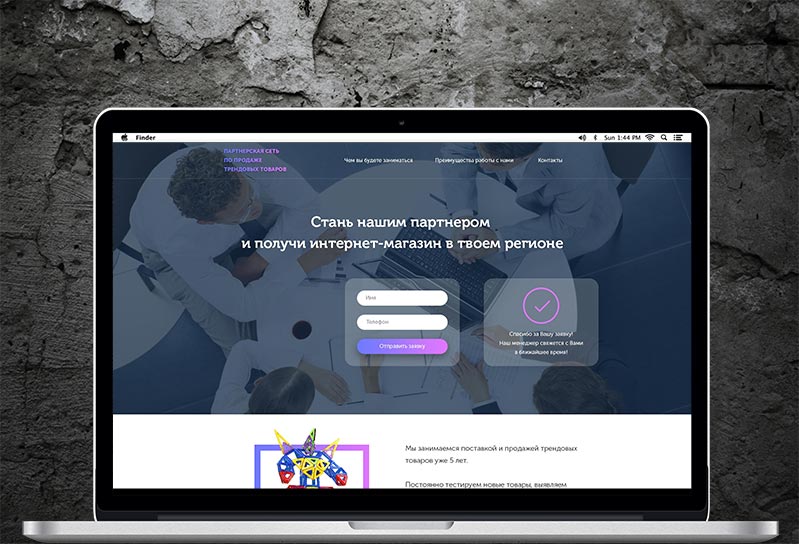 Finder
Sun 1:44 PM
ПАРТНЕРСКАЯ СЕТЬ
ПО ПРОДАЖЕ
ТРЕНДОВЫХ ТОВАРОВ
Чем вы будете заниматься
Преимущества работы с нами
Контакты
Стань нашим партнером
и получи интернет-магазин в твоем регионе
Имя
Телефон
Отправить заявку
Спасибо за Вашу заявку!
Наш менеджер свяжется с Вами
в ближайшее время!
Мы занимаемся поставкой и продажей трендовых
товаров уже 5 лет.
Постоянно тестируем новые товары, выявляем